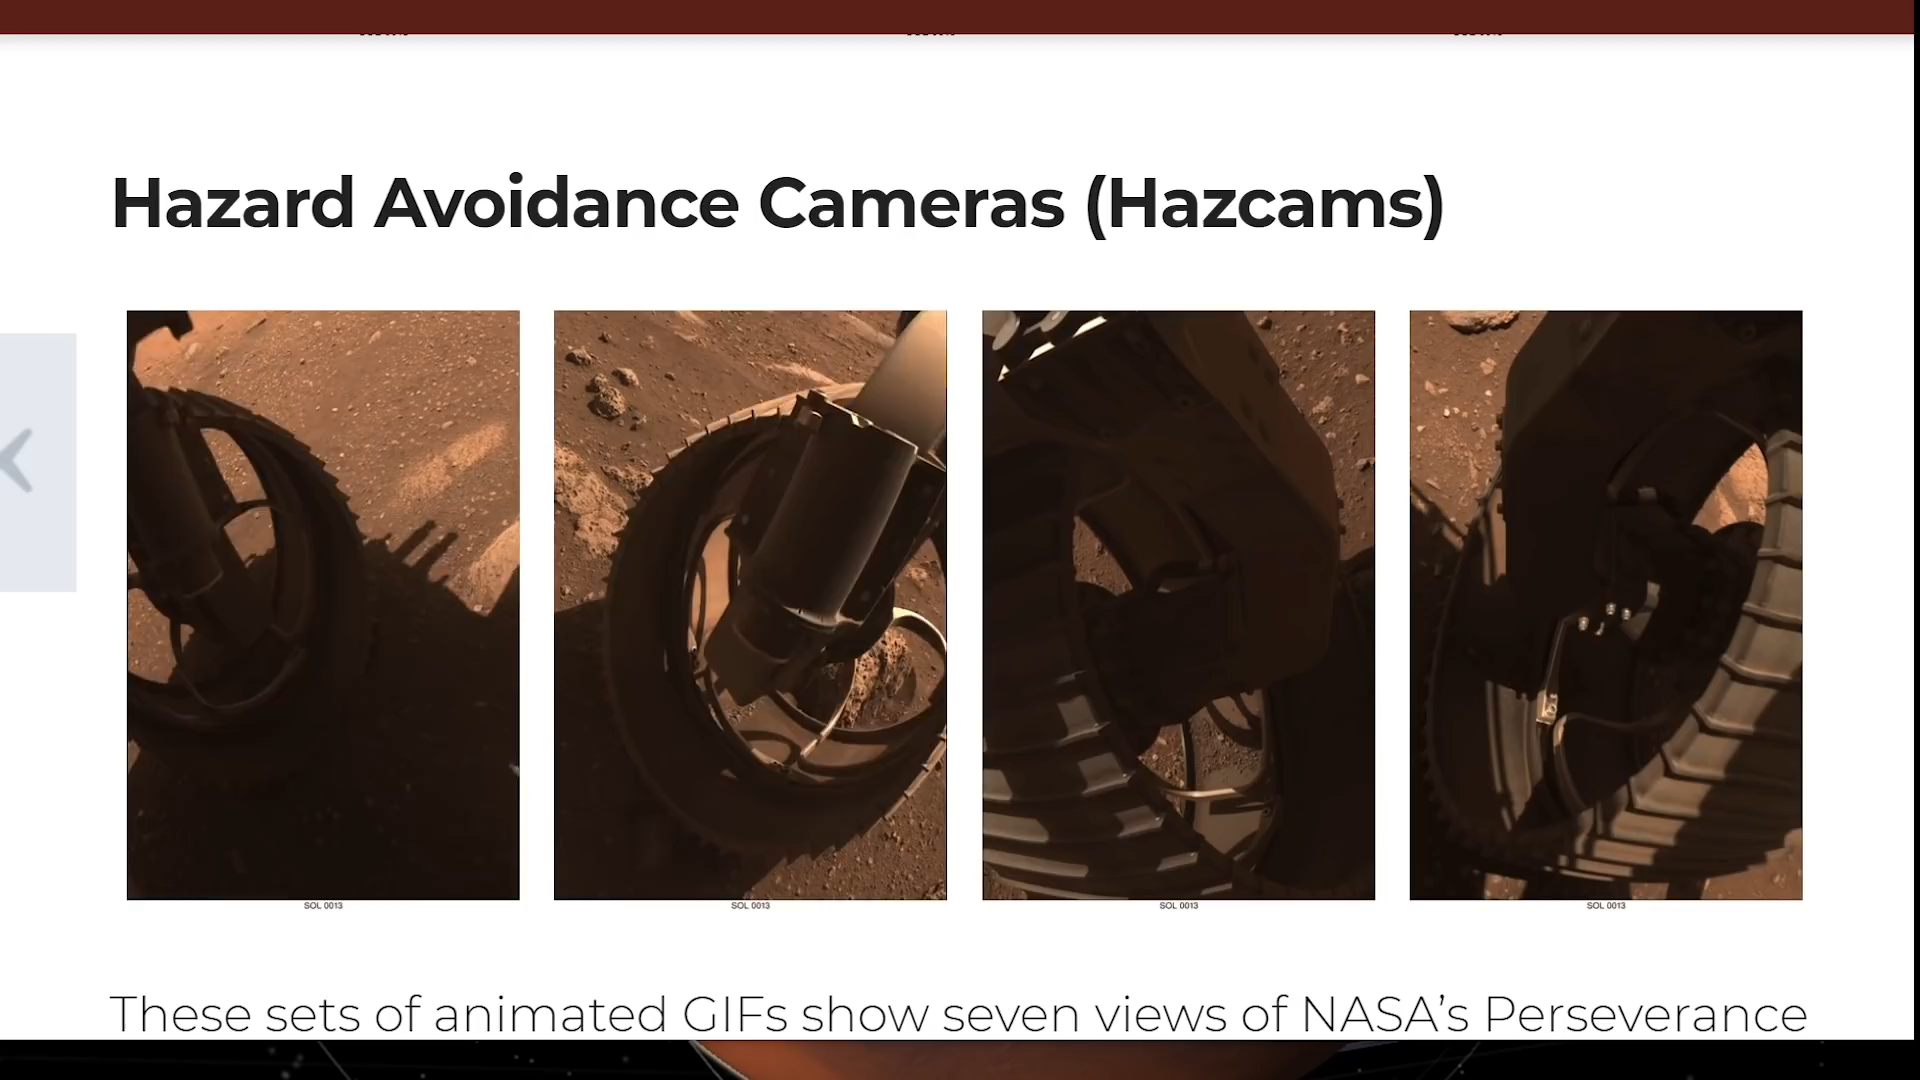 Hazard Avoidance Cameras (Hazcams)
SOL 0013
SOL 0013
SOL 0013
SOL 0013
These sets of animated GIFs show seven views of NASA’s Perseverance